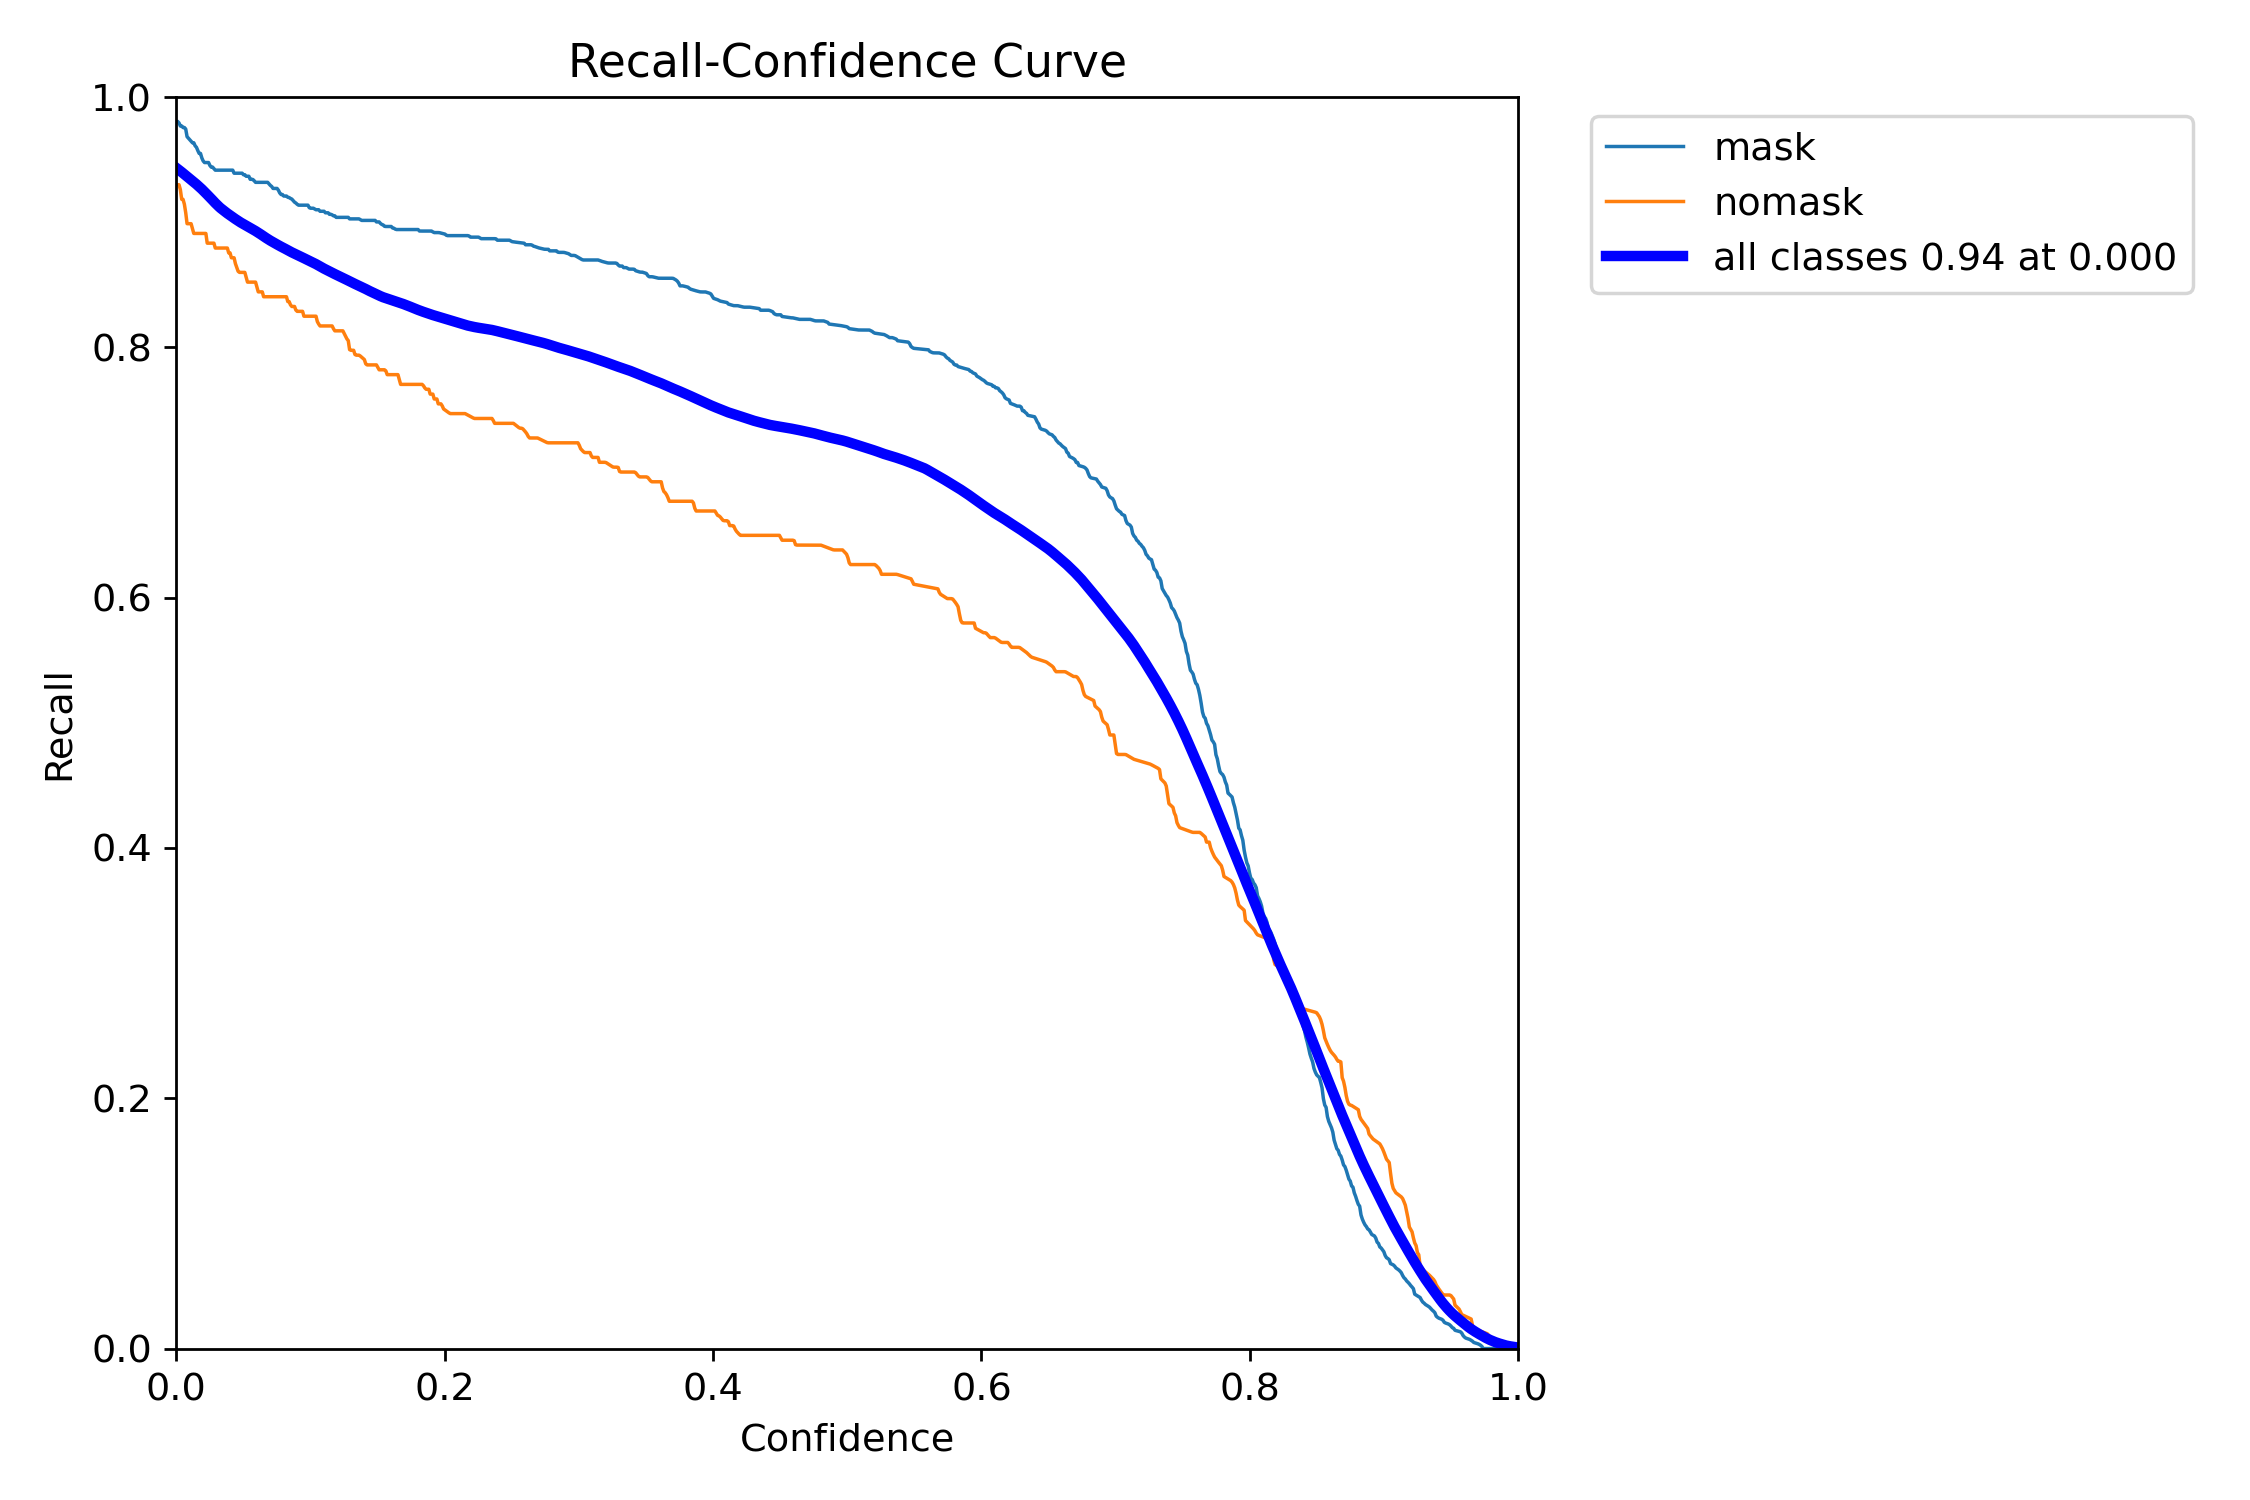 Recall-Confidence Curve
mask
nomask
all classes 0.94 at 0.000
1.0
0.8
0.6
0.4
0.2
0.0
Recall
0.0 0.2 0.4 0.6 0.8 1.0
Confidence